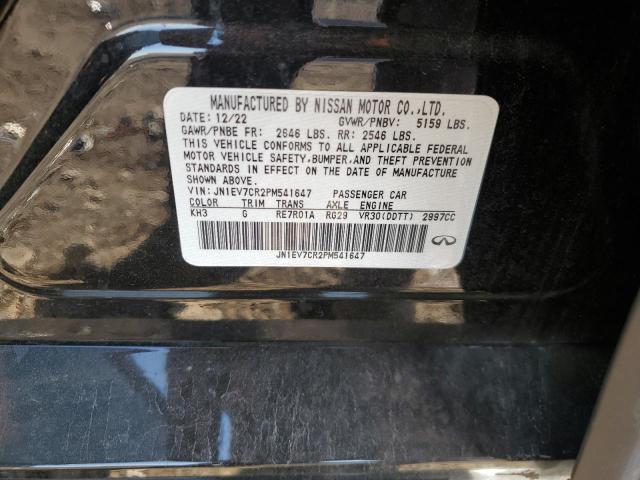 MANUFACTURED BY NISSAN MOTOR CO.,LTD.
DATE: 12/22 GVWR/PNBV: 5159 LBS.
GAWR/PNBE FR: 2646 LBS. RR: 2546 LBS.
THIS VEHICLE CONFORMS TO ALL APPLICABLE FEDERAL
MOTOR VEHICLE SAFETY,BUMPER,AND THEFT PREVENTION
STANDARDS IN EFFECT ON THE DATE OF MANUFACTURE
SHOWN ABOVE.
VIN: JN1EV7CR2PM541647 PASSENGER CAR
COLOR TRIM TRANS AXLE ENGINE
KH3 G RE7R01A RG29 VR30(DDTT) 2997CC
JN1EV7CR2PM541647